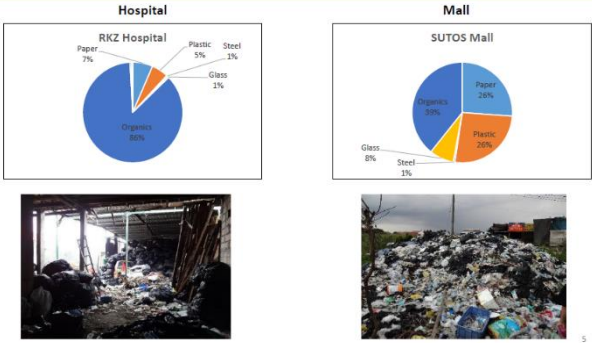 Hospital
RKZ Hospital
Paper
7%
Plastic
5%
Steel
1%
Glass
1%
Organics
86%
Mall
SUTOS Mall
Paper
26%
Plastic
26%
Steel
1%
Glass
8%
Organics
39%
5